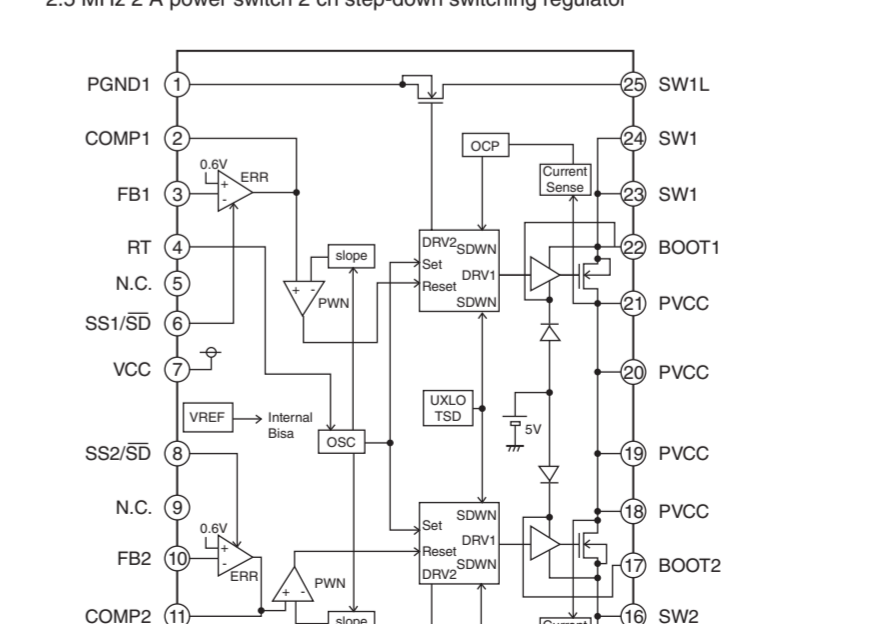 2.5 MHz 2 A power switch 2 ch step-down switching regulator
PGND1 1
25 SW1L
COMP1 2
OCP
24 SW1
0.6V
ERR
+
-
Current
Sense
FB1 3
23 SW1
RT 4
DRV2
SDWN
22 BOOT1
slope
Set
N.C. 5
DRV1
+ -
PWN
Reset
SDWN
21 PVCC
SS1/SD 6
VCC 7
20 PVCC
UXLO
TSD
VREF
Internal
Bisa
5V
OSC
SS2/SD 8
19 PVCC
N.C. 9
SDWN
18 PVCC
Set
0.6V
+
-
ERR
DRV1
FB2 10
Reset
SDWN
17 BOOT2
DRV2
PWN
+ -
COMP2 11
slope
Current
16 SW2